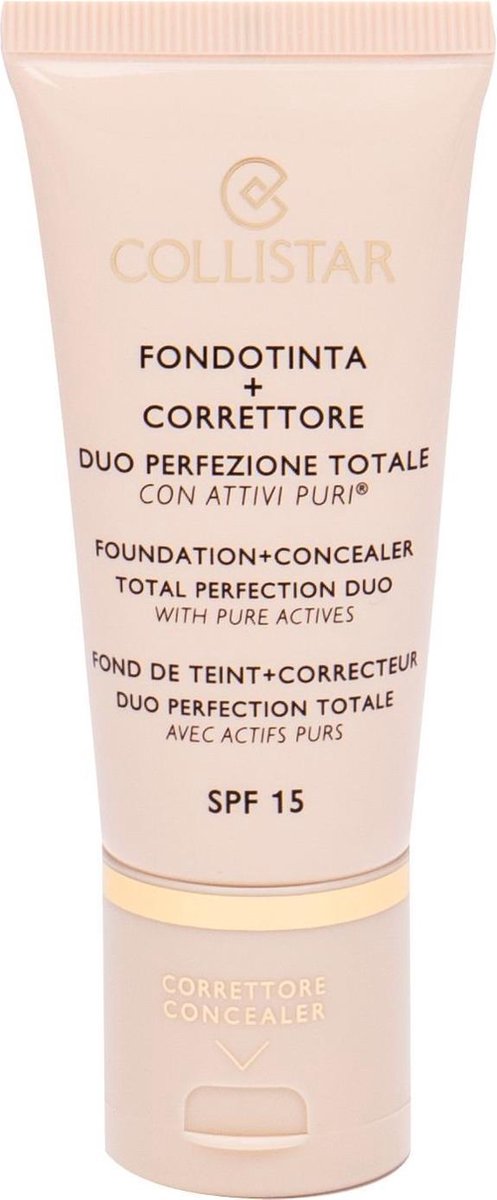 COLLISTAR
FONDOTINTA
+
CORRETTORE
DUO PERFEZIONE TOTALE
CON ATTIVI PURI®
FOUNDATION+CONCEALER
TOTAL PERFECTION DUO
WITH PURE ACTIVES
FOND DE TEINT+CORRECTEUR
DUO PERFECTION TOTALE
AVEC ACTIFS PURS
SPF 15
CORRETTORE
CONCEALER